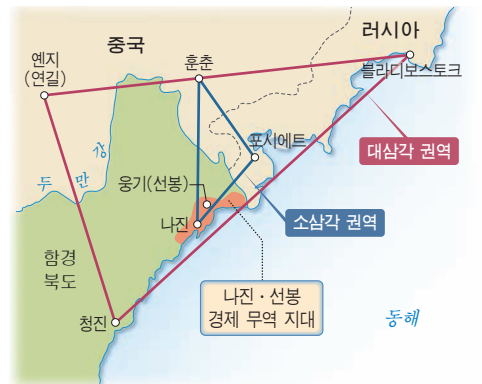 중국
러시아
예지
(연길)
훈춘
블라디보스토크
포시에트
대삼각 권역
두 만 강
웅기(선봉)
나진
소삼각 권역
함경
북도
나진·선봉
경제 무역 지대
청진
동해